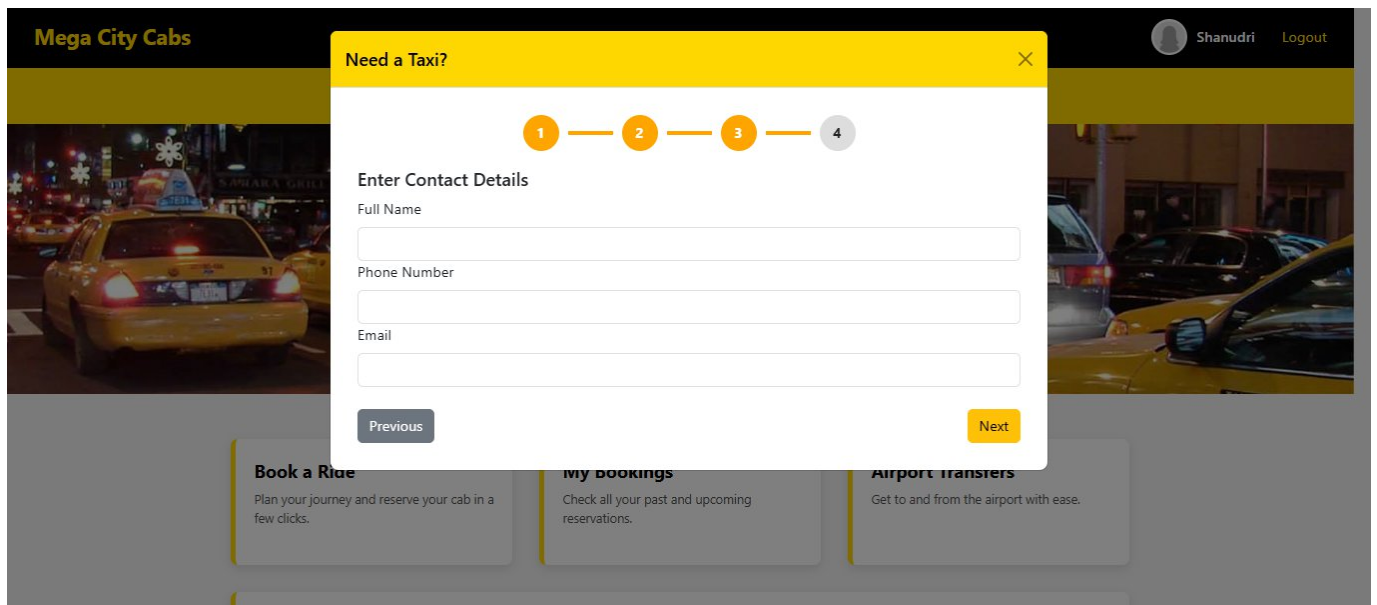 Mega City Cabs
Shanudri Logout
Need a Taxi?
1 2 3 4
Enter Contact Details
Full Name
Phone Number
Email
Previous Next
Book a Ride
Plan your journey and reserve your cab in a
few clicks.
My Bookings
Check all your past and upcoming
reservations.
Airport Transfers
Get to and from the airport with ease.